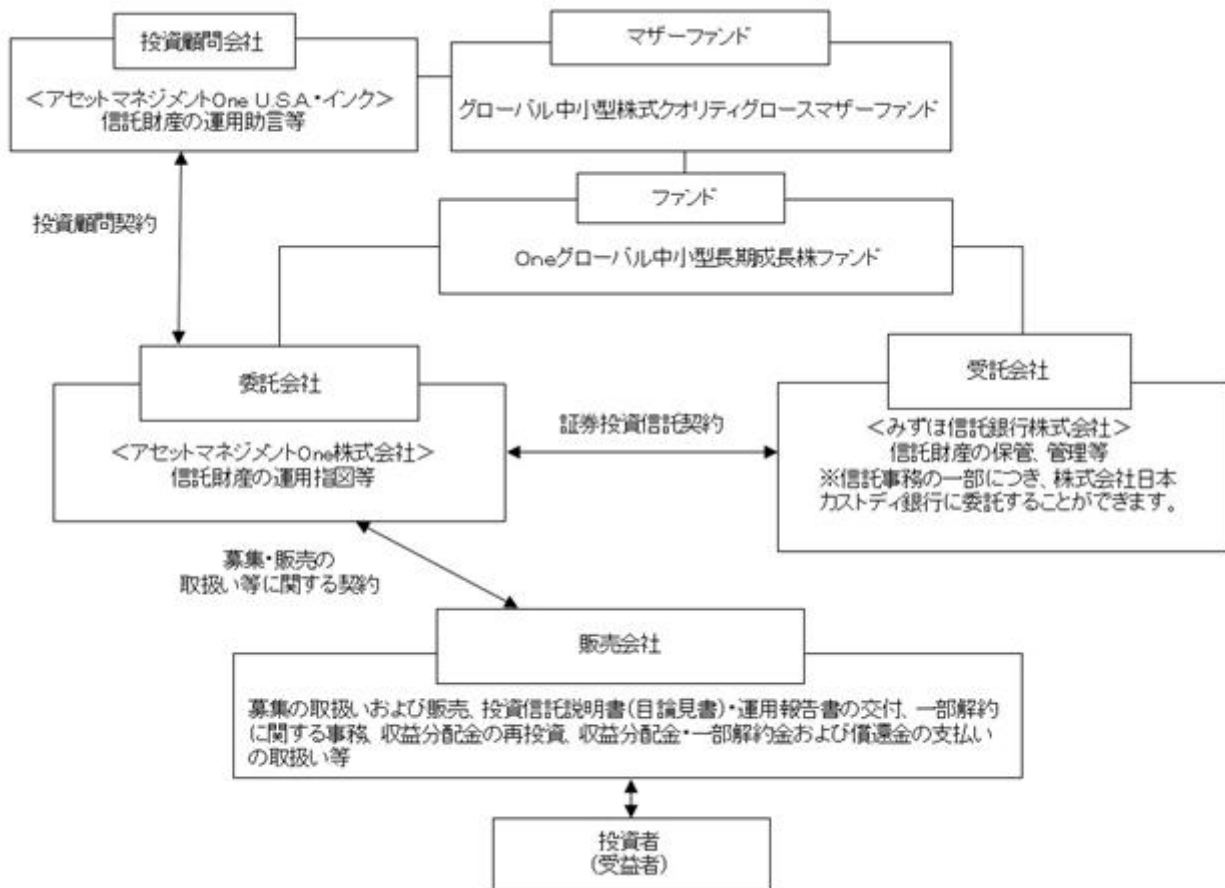 投資顧問会社
<アセットマネジメントOne U.S.A.・インク>
信託財産の運用助言等
マザーファンド
グローバル中小型株式クオリティグロースマザーファンド
投資顧問契約
ファンド
Oneグローバル中小型長期成長株ファンド
委託会社
<アセットマネジメントOne株式会社>
信託財産の運用指図等
証券投資信託契約
受託会社
<みずほ信託銀行株式会社>
信託財産の保管、管理等
※信託事務の一部につき、株式会社日本
カストディ銀行に委託することができます。
募集・販売の
取扱い等に関する契約
販売会社
募集の取扱いおよび販売、投資信託説明書(目論見書)・運用報告書の交付、一部解約
に関する事務、収益分配金の再投資、収益分配金・一部解約金および償還金の支払い
の取扱い等
投資者
(受益者)